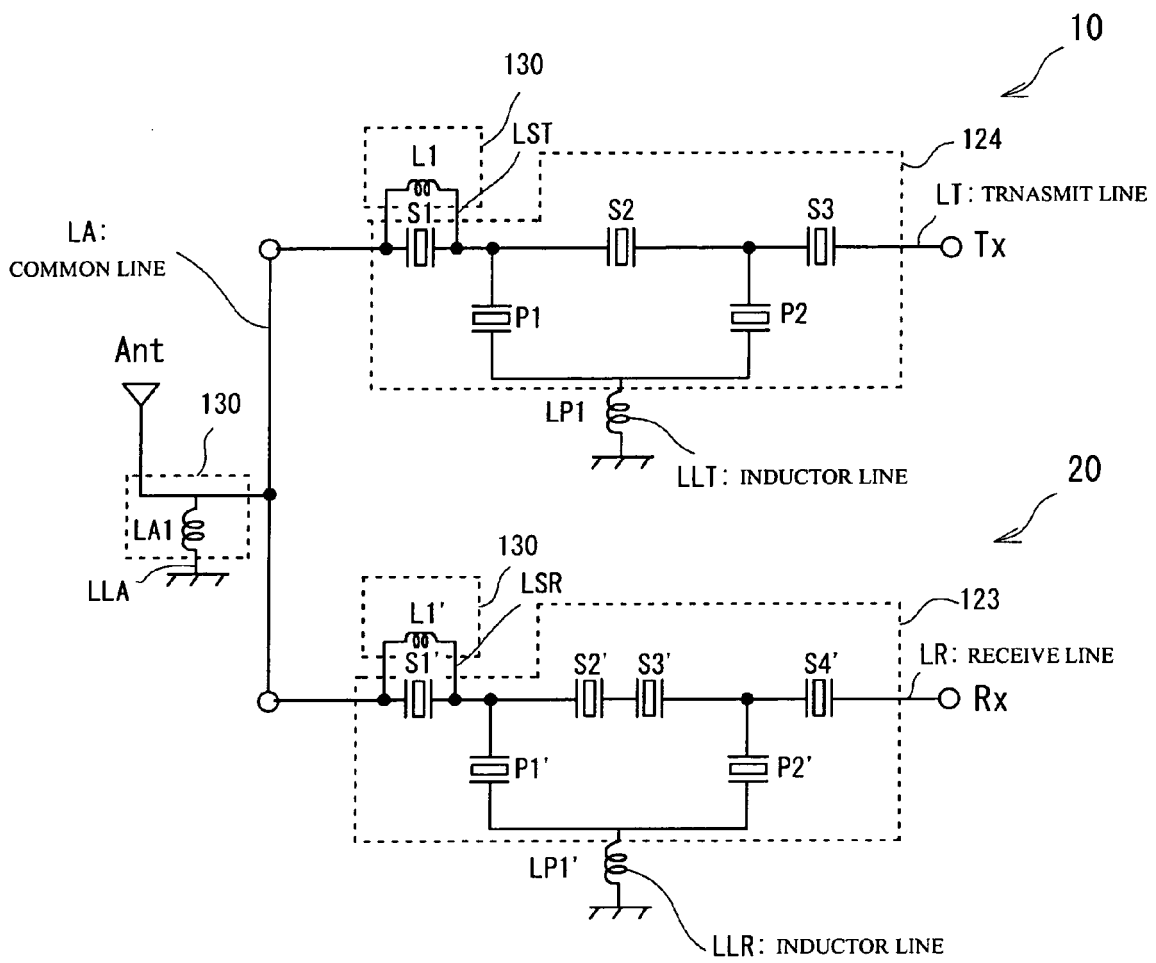 10
130
LST
124
L1
S1
S2
S3
LT: TRNASMIT LINE
Tx
LA:
COMMON LINE
P1
P2
Ant
130
LP1
LLT: INDUCTOR LINE
20
LA1
LLA
130
LSR
123
L1'
S1'
S2'
S3'
S4'
LR: RECEIVE LINE
Rx
P1'
P2'
LP1'
LLR: INDUCTOR LINE